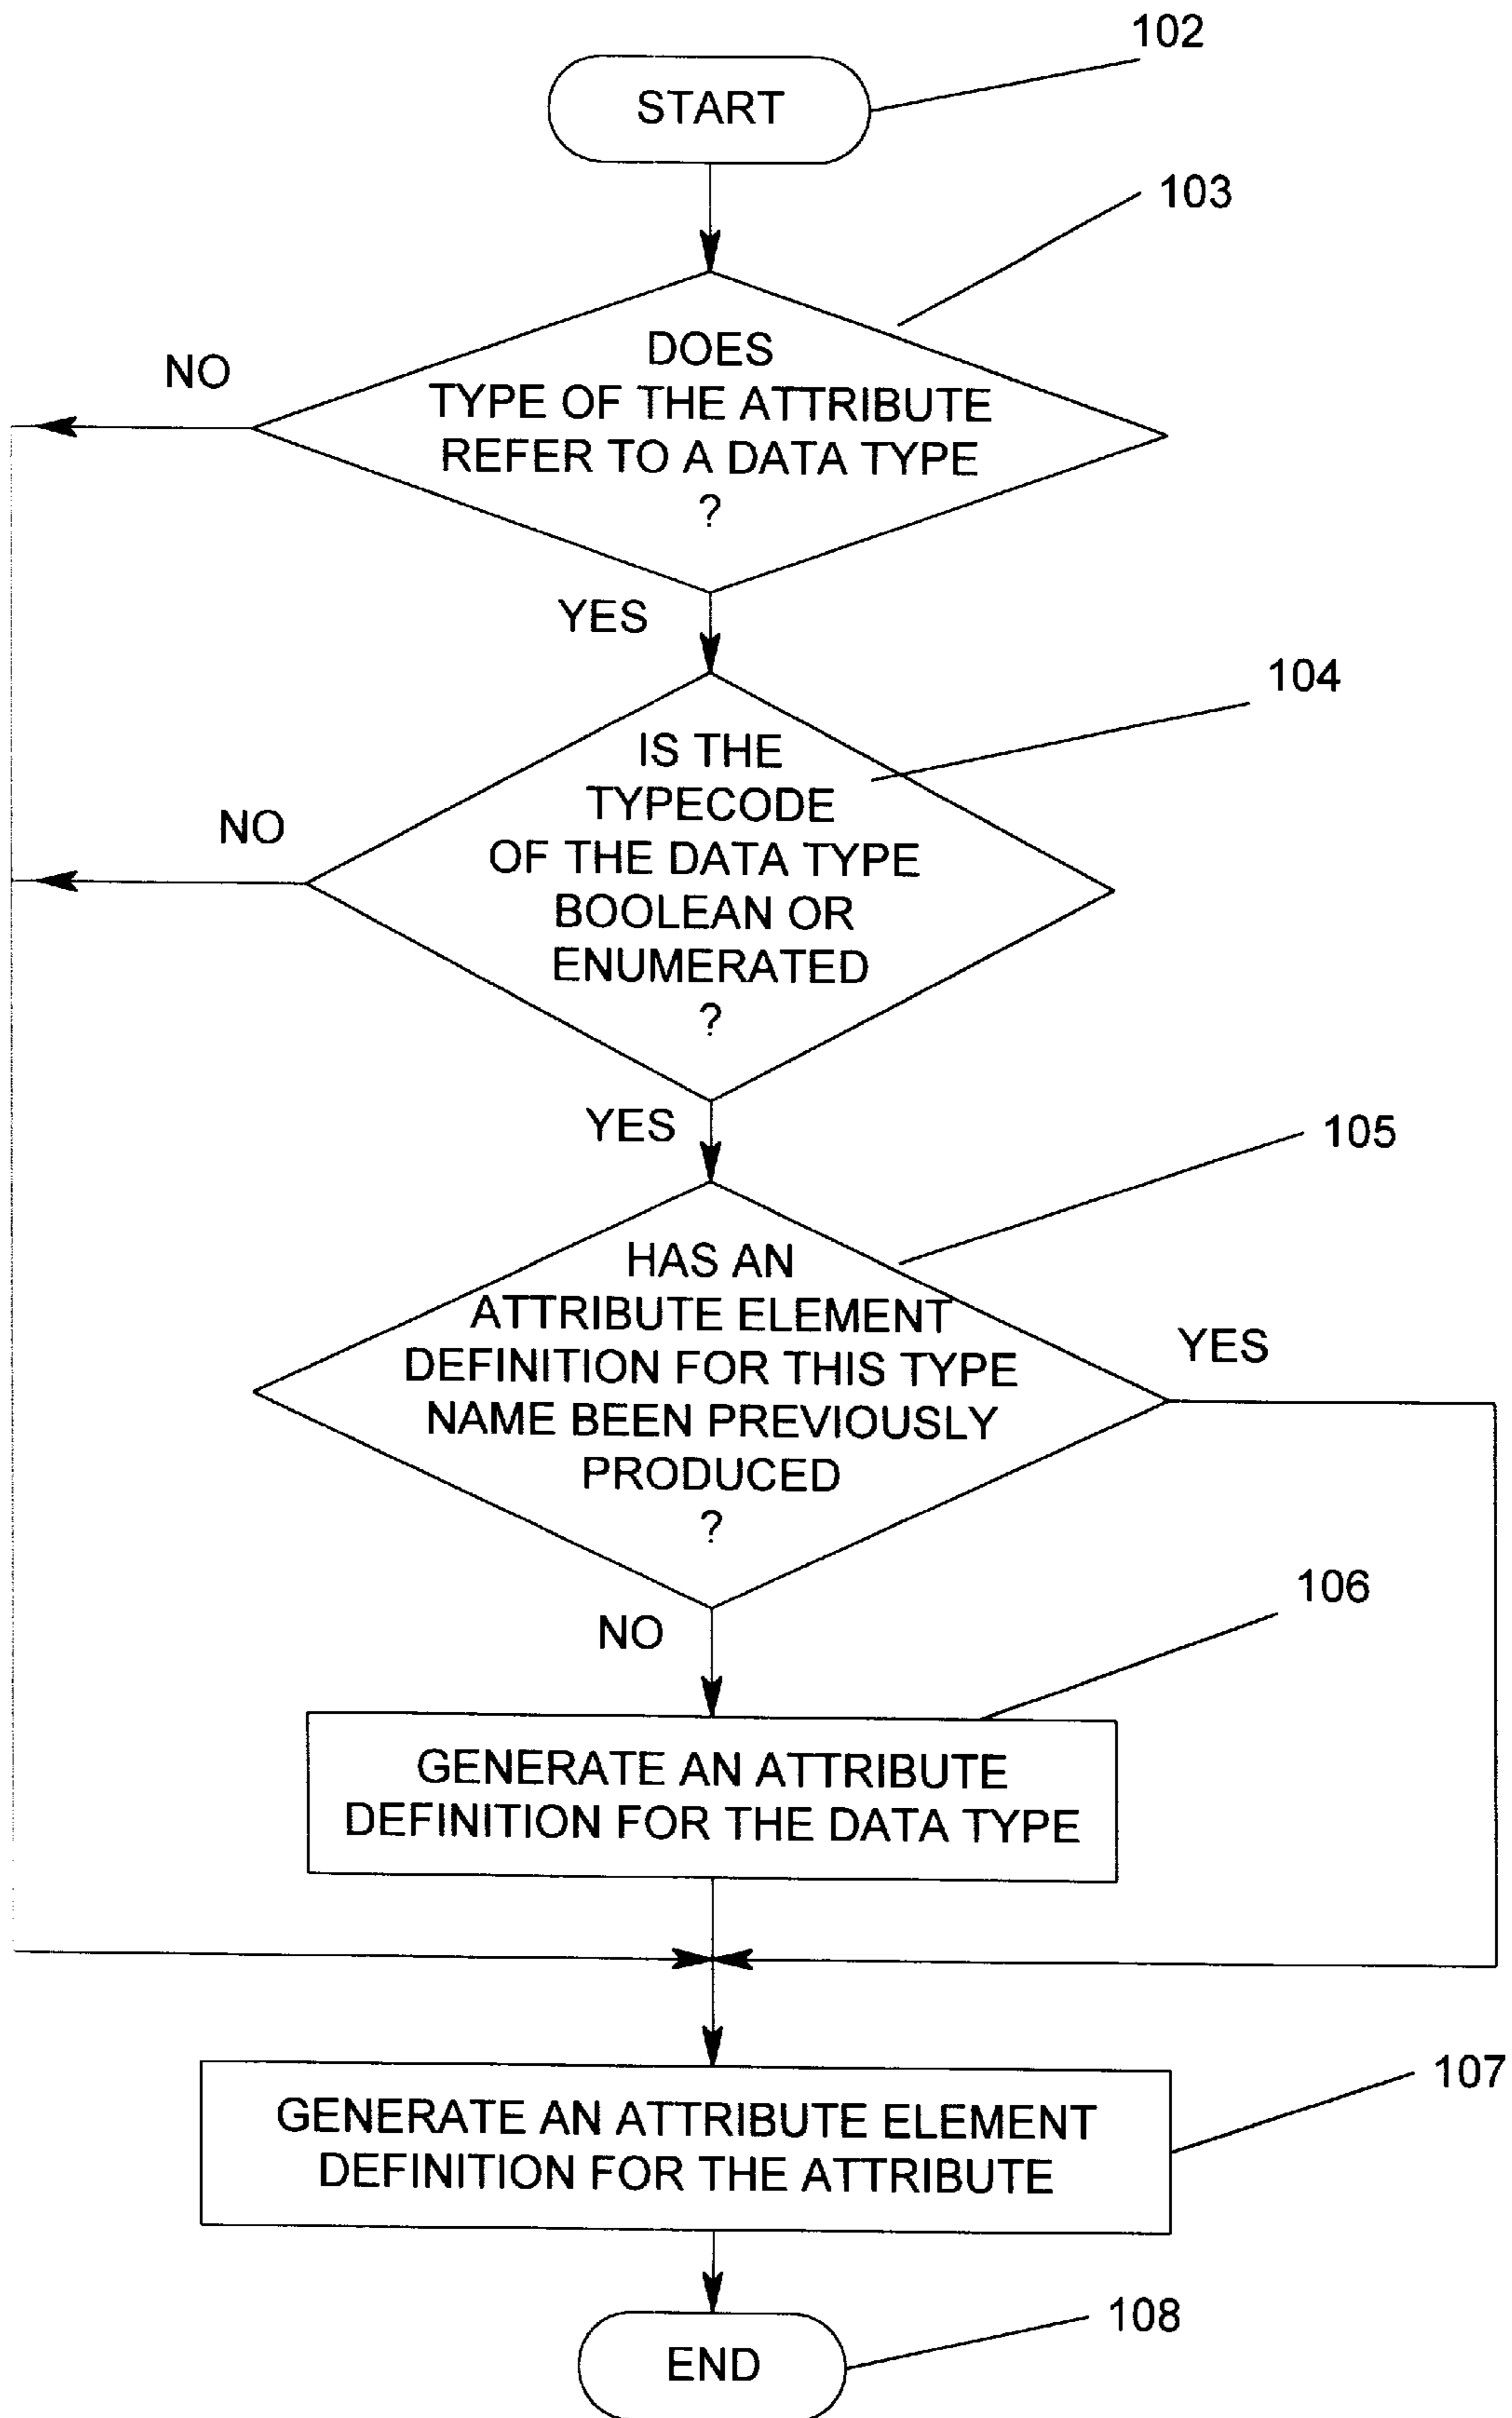 102
START
103
DOES
TYPE OF THE ATTRIBUTE
REFER TO A DATA TYPE
?
NO
YES
104
IS THE
TYPECODE
OF THE DATA TYPE
BOOLEAN OR
ENUMERATED
?
NO
YES
105
HAS AN
ATTRIBUTE ELEMENT
DEFINITION FOR THIS TYPE
NAME BEEN PREVIOUSLY
PRODUCED
?
YES
NO
106
GENERATE AN ATTRIBUTE
DEFINITION FOR THE DATA TYPE
107
GENERATE AN ATTRIBUTE ELEMENT
DEFINITION FOR THE ATTRIBUTE
108
END